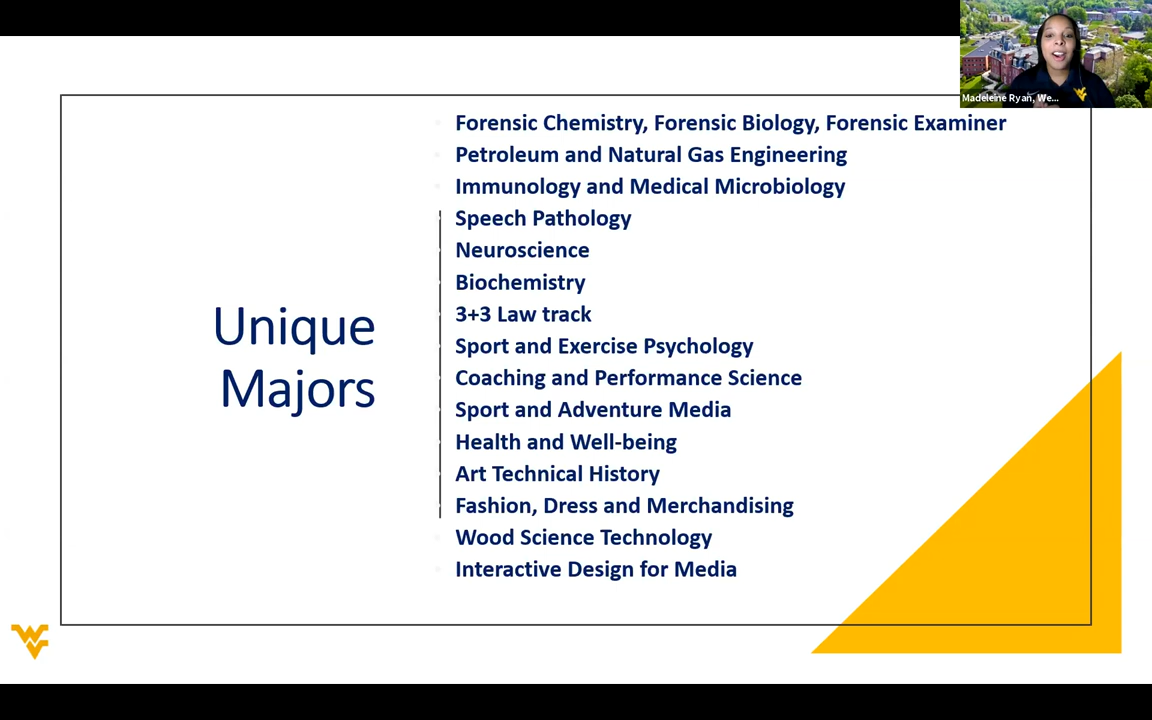 Madeleine Ryan, We...
Forensic Chemistry, Forensic Biology, Forensic Examiner
Petroleum and Natural Gas Engineering
Immunology and Medical Microbiology
Speech Pathology
Neuroscience
Biochemistry
3+3 Law track
Sport and Exercise Psychology
Coaching and Performance Science
Sport and Adventure Media
Health and Well-being
Art Technical History
Fashion, Dress and Merchandising
Wood Science Technology
Interactive Design for Media
Unique
Majors
WV